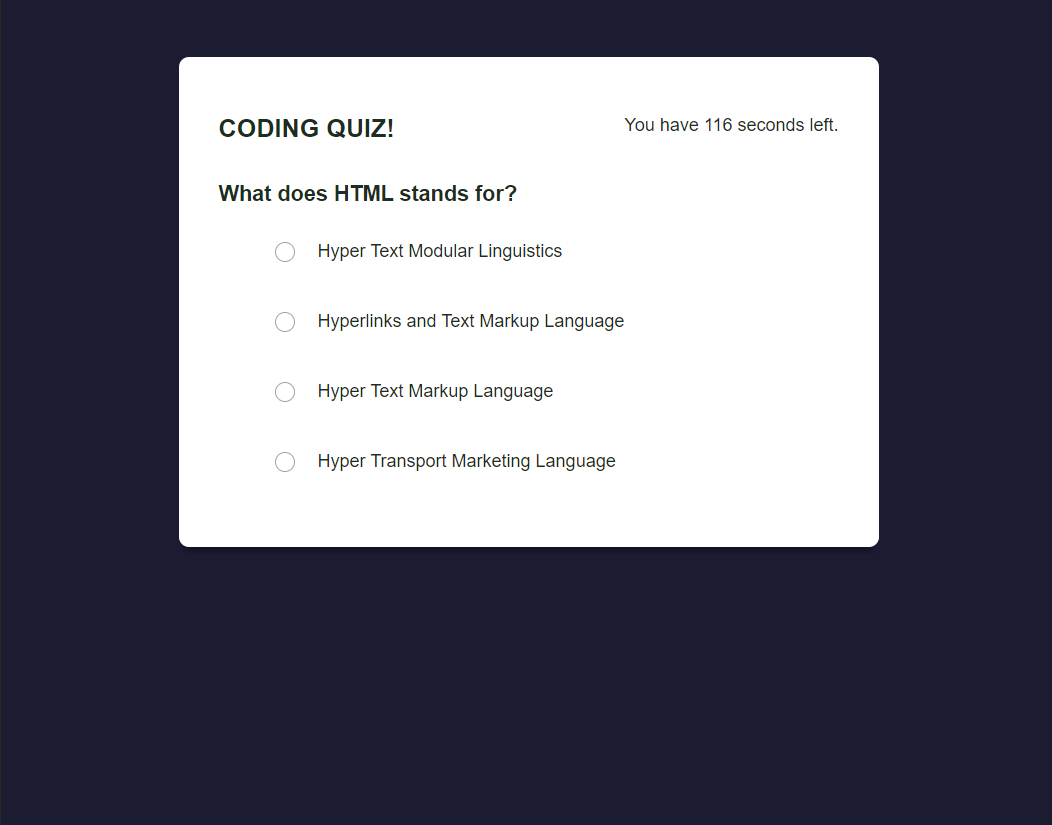 CODING QUIZ!
You have 116 seconds left.
What does HTML stands for?
Hyper Text Modular Linguistics
Hyperlinks and Text Markup Language
Hyper Text Markup Language
Hyper Transport Marketing Language